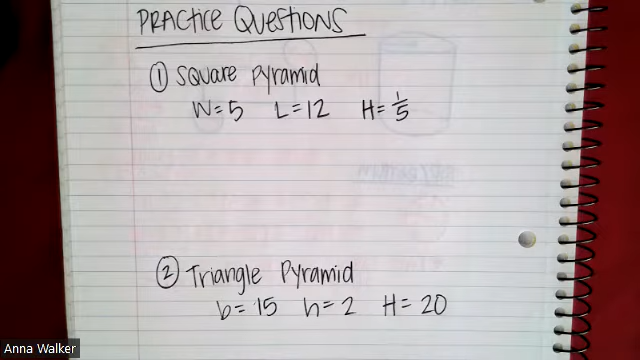 PRACTICE QUESTIONS
① Square Pyramid
W=5 L=12 H=1/5
② Triangle Pyramid
b=15 h=2 H=20
Anna Walker